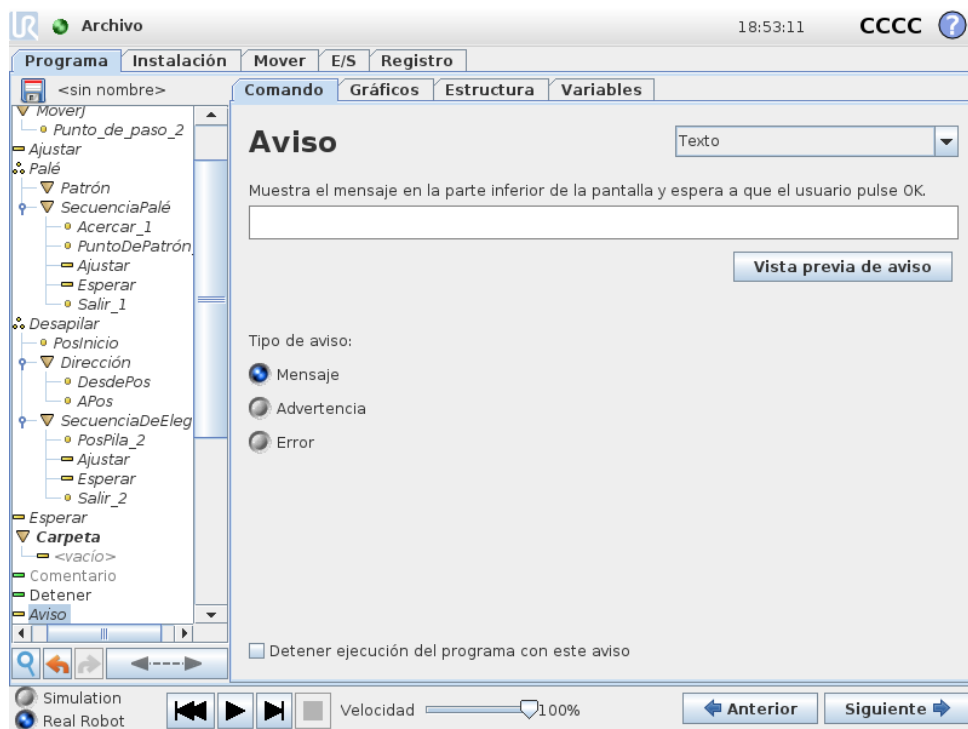 UR Archivo 18:53:11 CCCC ?
Programa Instalación Mover E/S Registro
<sin nombre>
Comando Gráficos Estructura Variables
MoverJ
Punto_de_paso_2
Ajustar
Palé
Patrón
SecuenciaPalé
Acercar_1
PuntoDePatrón
Ajustar
Esperar
Salir_1
Desapilar
PosInicio
Dirección
DesdePos
APos
SecuenciaDeEleg
PosPila_2
Ajustar
Esperar
Salir_2
Esperar
Carpeta
<vacío>
Comentario
Detener
Aviso
Aviso
Texto
Muestra el mensaje en la parte inferior de la pantalla y espera a que el usuario pulse OK.
Vista previa de aviso
Tipo de aviso:
Mensaje
Advertencia
Error
Detener ejecución del programa con este aviso
Simulation
Real Robot
Velocidad 100%
Anterior Siguiente